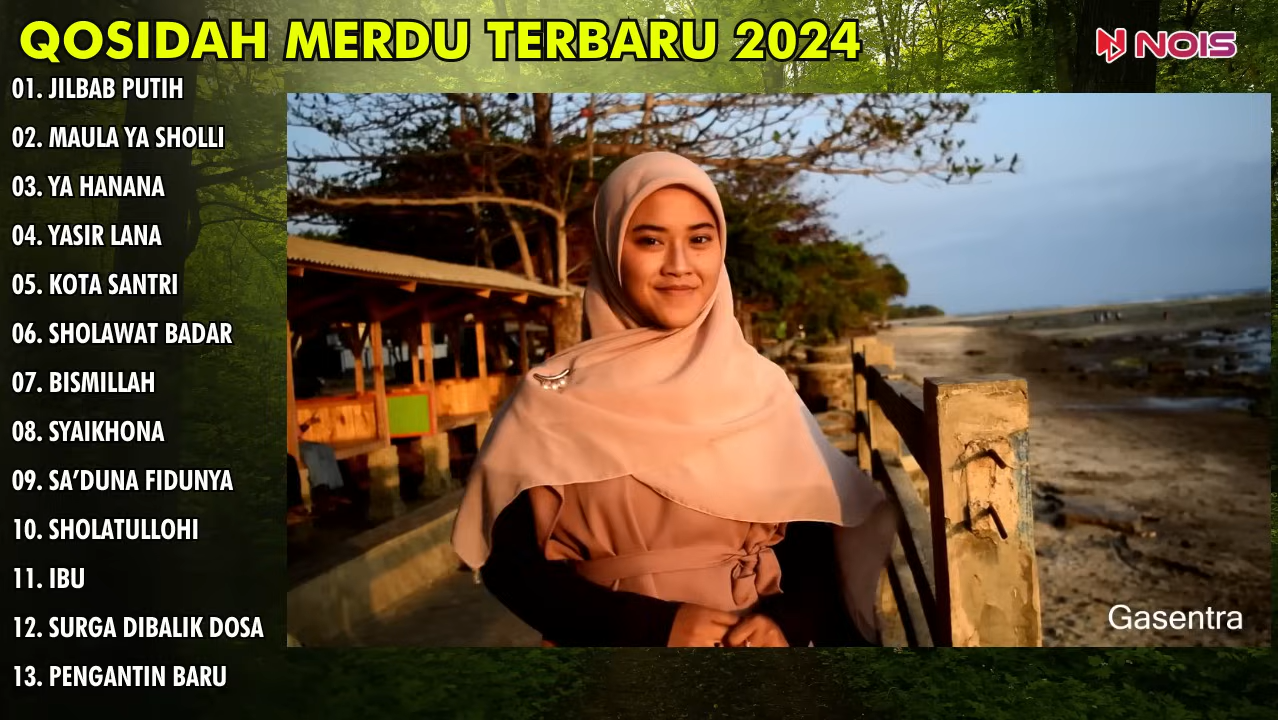 QOSIDAH MERDU TERBARU 2024
NOIS
01. JILBAB PUTIH
02. MAULA YA SHOLLI
03. YA HANANA
04. YASIR LANA
05. KOTA SANTRI
06. SHOLAWAT BADAR
07. BISMILLAH
08. SYAIKHONA
09. SA’DUNA FIDUNYA
10. SHOLATULLOHI
11. IBU
12. SURGA DIBALIK DOSA
13. PENGANTIN BARU
Gasentra